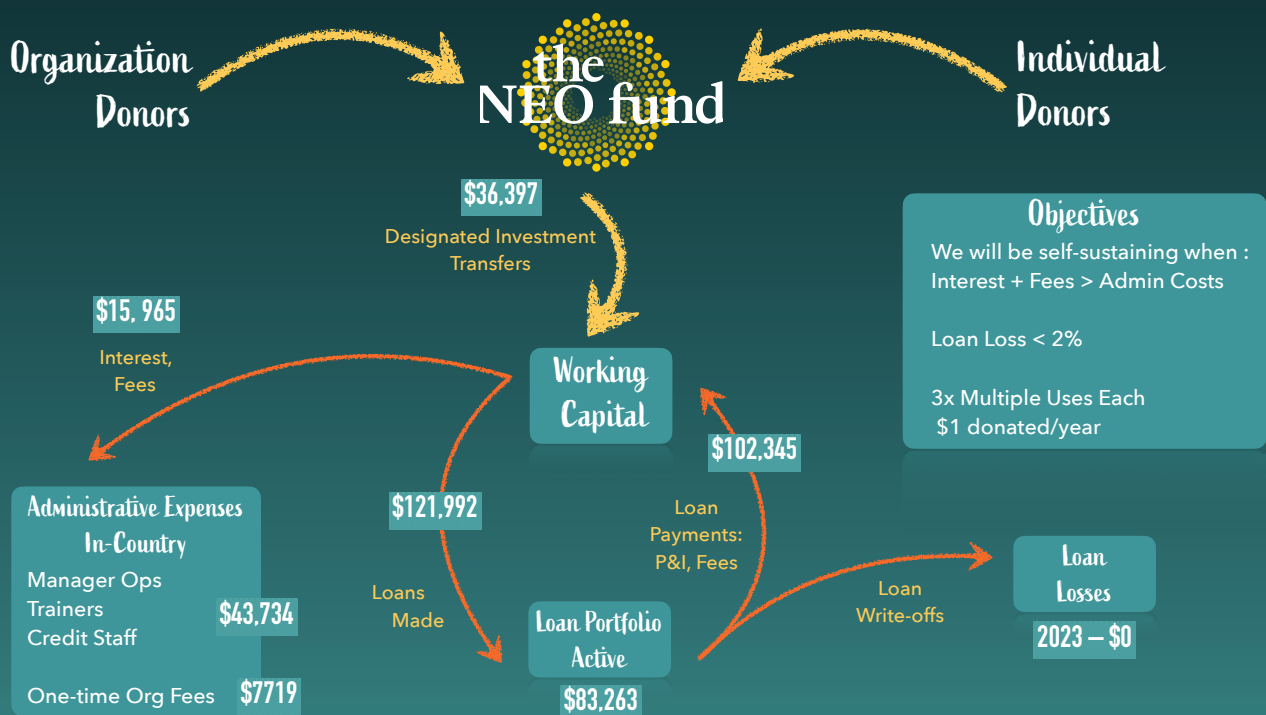 Organization
Donors
the
NEO fund
Individual
Donors
$36,397
Designated Investment
Transfers
Objectives
We will be self-sustaining when :
Interest + Fees > Admin Costs
Loan Loss < 2%
3x Multiple Uses Each
$1 donated/year
$15, 965
Interest,
Fees
Working
Capital
$102,345
$121,992
Loan
Payments:
P&I, Fees
Administrative Expenses
In-Country
Manager Ops
Trainers
Credit Staff
$43,734
One-time Org Fees $7719
Loans
Made
Loan Portfolio
Active
$83,263
Loan
Write-offs
Loan
Losses
2023 – $0